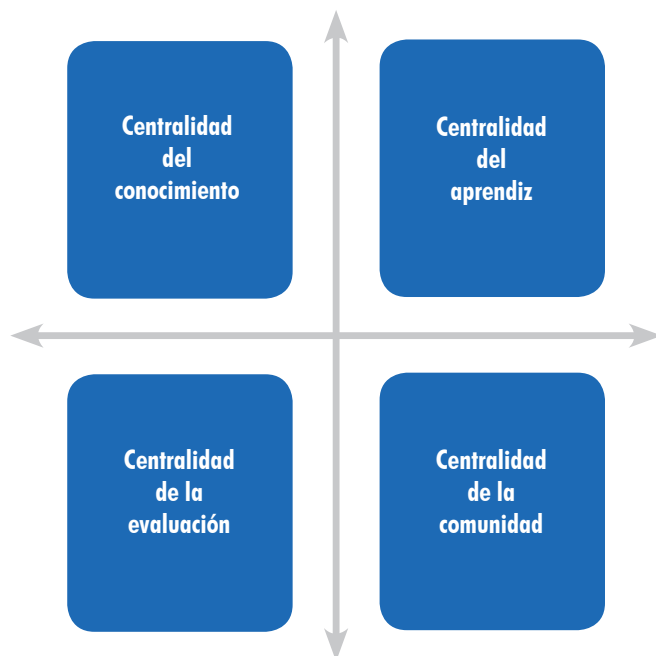 Centralidad
del
conocimiento
Centralidad
del
aprendiz
Centralidad
de la
evaluación
Centralidad
de la
comunidad